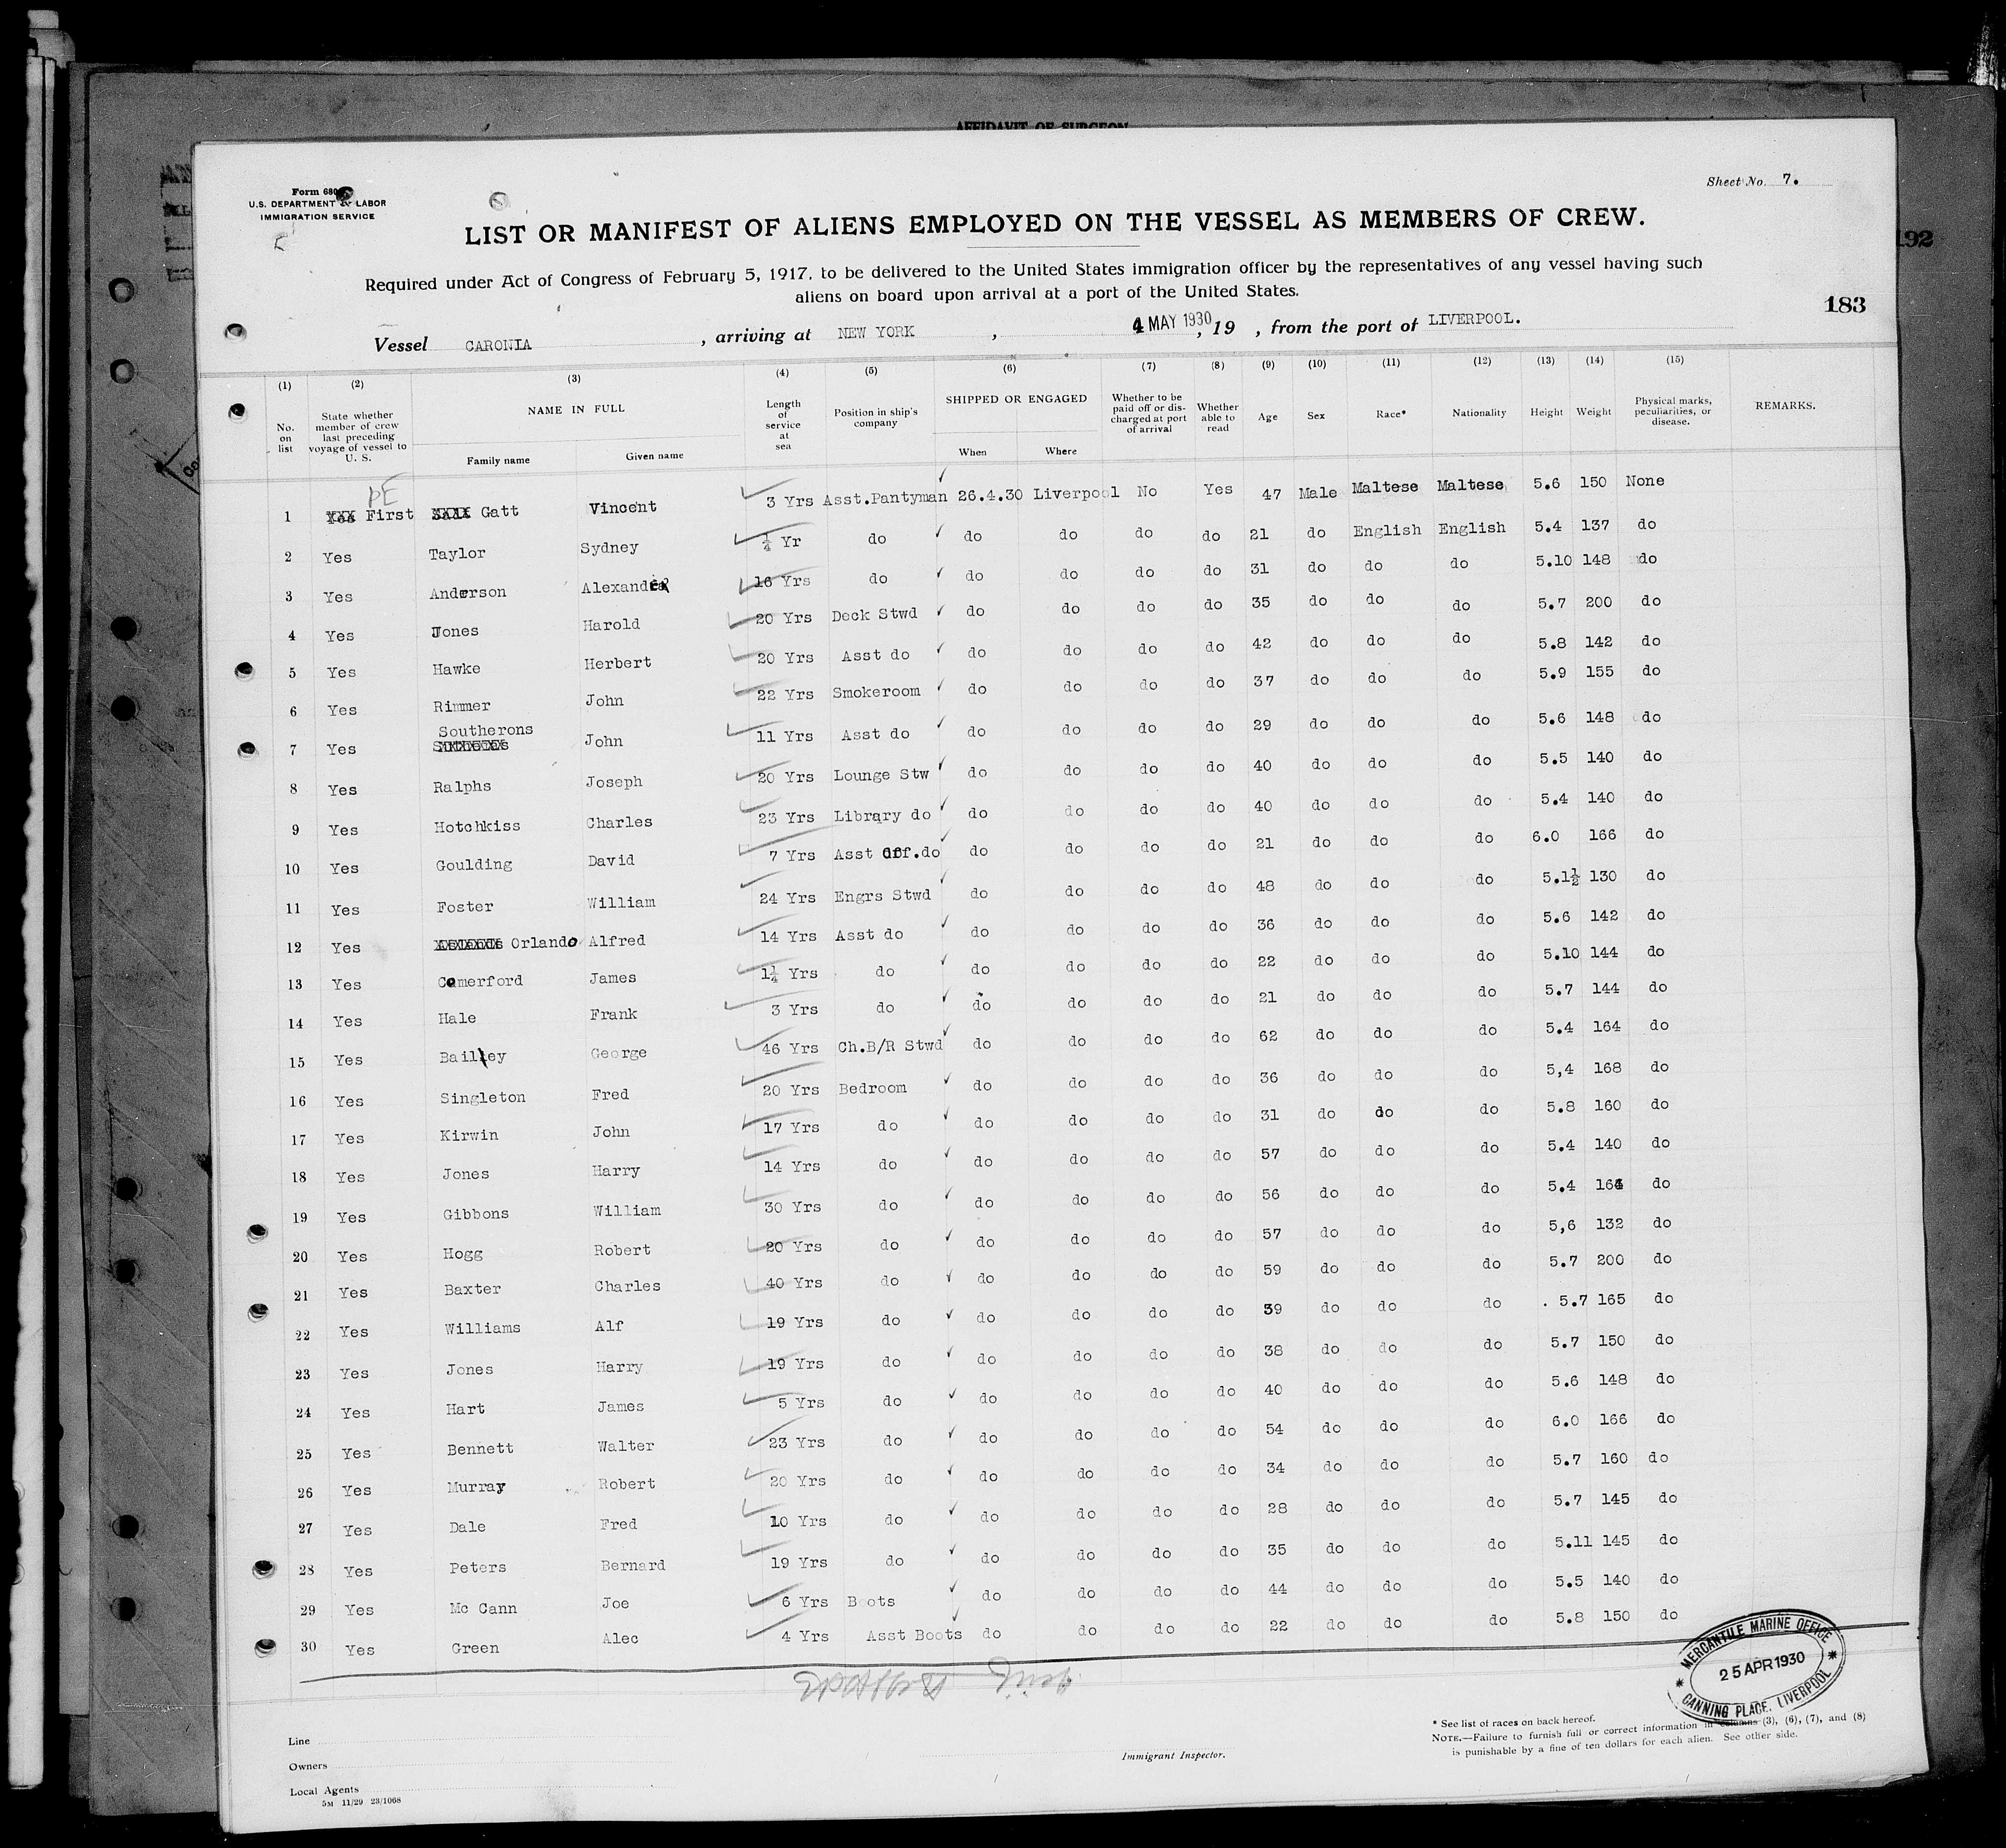 AFFIDAVIT OF SURGEON
Form 680
U.S. DEPARTMENT OF LABOR
IMMIGRATION SERVICE
Sheet No. 7.
LIST OR MANIFEST OF ALIENS EMPLOYED ON THE VESSEL AS MEMBERS OF CREW.
Required under Act of Congress of February 5, 1917, to be delivered to the United States immigration officer by the representatives of any vessel having such
aliens on board upon arrival at a port of the United States.
192
183
Vessel CARONIA, arriving at NEW YORK, 4 MAY 1930, 19 , from the port of LIVERPOOL.
(1) (2) (3) (4) (5) (6) (7) (8) (9) (10) (11) (12) (13) (14) (15)
No. on list State whether member of crew last preceding voyage of vessel to U. S. NAME IN FULL Family name Given name Length of service at sea Position in ship's company SHIPPED OR ENGAGED When Where Whether to be paid off or discharged at port of arrival Whether able to read Age Sex Race* Nationality Height Weight Physical marks, peculiarities, or disease. REMARKS.
PE
1 Yes First Gatt Vincent 3 Yrs Asst.Pantyman 26.4.30 Liverpool No Yes 47 Male Maltese Maltese 5.6 150 None
2 Yes Taylor Sydney ¼ Yr do do do do do 21 do English English 5.4 137 do
3 Yes Anderson Alexander 16 Yrs do do do do do 31 do do do 5.10 148 do
4 Yes Jones Harold 20 Yrs Deck Stwd do do do do 35 do do do 5.7 200 do
5 Yes Hawke Herbert 20 Yrs Asst do do do do do 42 do do do 5.8 142 do
6 Yes Rimmer John 22 Yrs Smokeroom do do do do 37 do do do 5.9 155 do
7 Yes Southerons John 11 Yrs Asst do do do do do 29 do do do 5.6 148 do
8 Yes Ralphs Joseph 20 Yrs Lounge Stw do do do do 40 do do do 5.5 140 do
9 Yes Hotchkiss Charles 23 Yrs Library do do do do do 40 do do do 5.4 140 do
10 Yes Goulding David 7 Yrs Asst Off.do do do do do 21 do do do 6.0 166 do
11 Yes Foster William 24 Yrs Engrs Stwd do do do do 48 do do do 5.1½ 130 do
12 Yes Orlando Alfred 14 Yrs Asst do do do do do 36 do do do 5.6 142 do
13 Yes Comerford James 1¼ Yrs do do do do do 22 do do do 5.10 144 do
14 Yes Hale Frank 3 Yrs do do do do do 21 do do do 5.7 144 do
15 Yes Bailey George 46 Yrs Ch.B/R Stwd do do do do 62 do do do 5.4 164 do
16 Yes Singleton Fred 20 Yrs Bedroom do do do do 36 do do do 5,4 168 do
17 Yes Kirwin John 17 Yrs do do do do do 31 do do do 5.8 160 do
18 Yes Jones Harry 14 Yrs do do do do do 57 do do do 5.4 140 do
19 Yes Gibbons William 30 Yrs do do do do do 56 do do do 5.4 do
20 Yes Hogg Robert 20 Yrs do do do do do 57 do do do 5,6 132 do
21 Yes Baxter Charles 40 Yrs do do do do do 59 do do do 5.7 200 do
22 Yes Williams Alf 19 Yrs do do do do do 39 do do do 5.7 165 do
23 Yes Jones Harry 19 Yrs do do do do do 38 do do do 5.7 150 do
24 Yes Hart James 5 Yrs do do do do do 40 do do do 5.6 148 do
25 Yes Bennett Walter 23 Yrs do do do do do 54 do do do 6.0 166 do
26 Yes Murray Robert 20 Yrs do do do do do 34 do do do 5.7 160 do
27 Yes Dale Fred 10 Yrs do do do do do 28 do do do 5.7 145 do
28 Yes Peters Bernard 19 Yrs do do do do do 35 do do do 5.11 145 do
29 Yes Mc Cann Joe 6 Yrs Boots do do do do 44 do do do 5.5 140 do
30 Yes Green Alec 4 Yrs Asst Boots do do do do 22 do do do 5.8 150 do
MERCANTILE MARINE OFFICE
25 APR 1930
CANNING PLACE, LIVERPOOL
Line
Owners
Local Agents
5M 11/29 23/1068
Immigrant Inspector.
* See list of races on back hereof.
NOTE.—Failure to furnish full or correct information in columns (3), (6), (7), and (8)
is punishable by a fine of ten dollars for each alien. See other side.